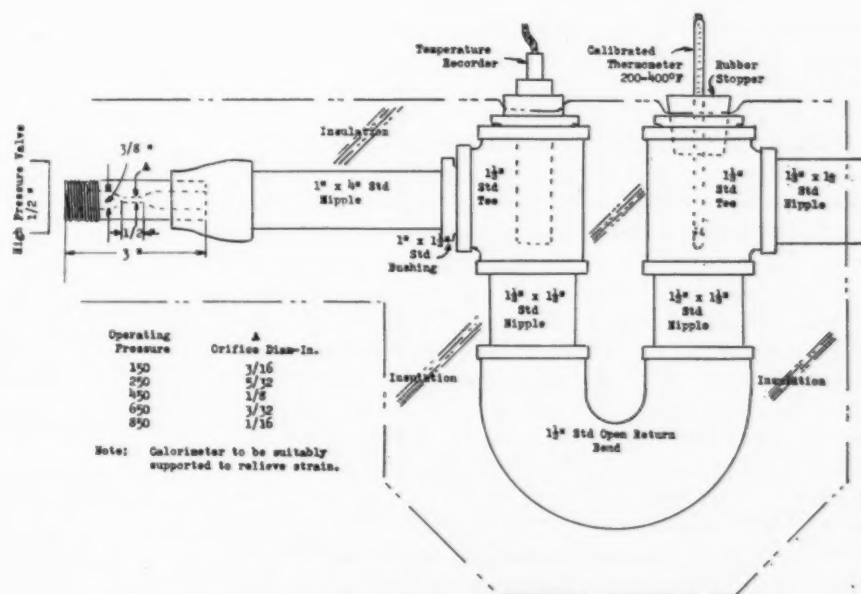 Temperature
Recorder
Calibrated
Thermometer
200-400°F
Rubber
Stopper
Insulation
High Pressure Valve
1/2 "
3/8 "
A
1/2
3 "
1" x 4" Std
Nipple
1" x 1½"
Std
Bushing
1½"
Std
Tee
1½"
Std
Tee
1½" x 1½
Std
Nipple
1½" x 1½"
Std
Nipple
1½" x 1½"
Std
Nipple
Insulation
Insulation
1½" Std Open Return
Bend
Operating Pressure A Orifice Diam-In.
150 3/16
250 5/32
450 1/8
650 3/32
850 1/16
Note: Calorimeter to be suitably
supported to relieve strain.